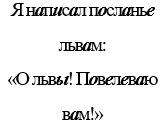 Я написал посланье
львам:
«О львы! Повелеваю
вам!»